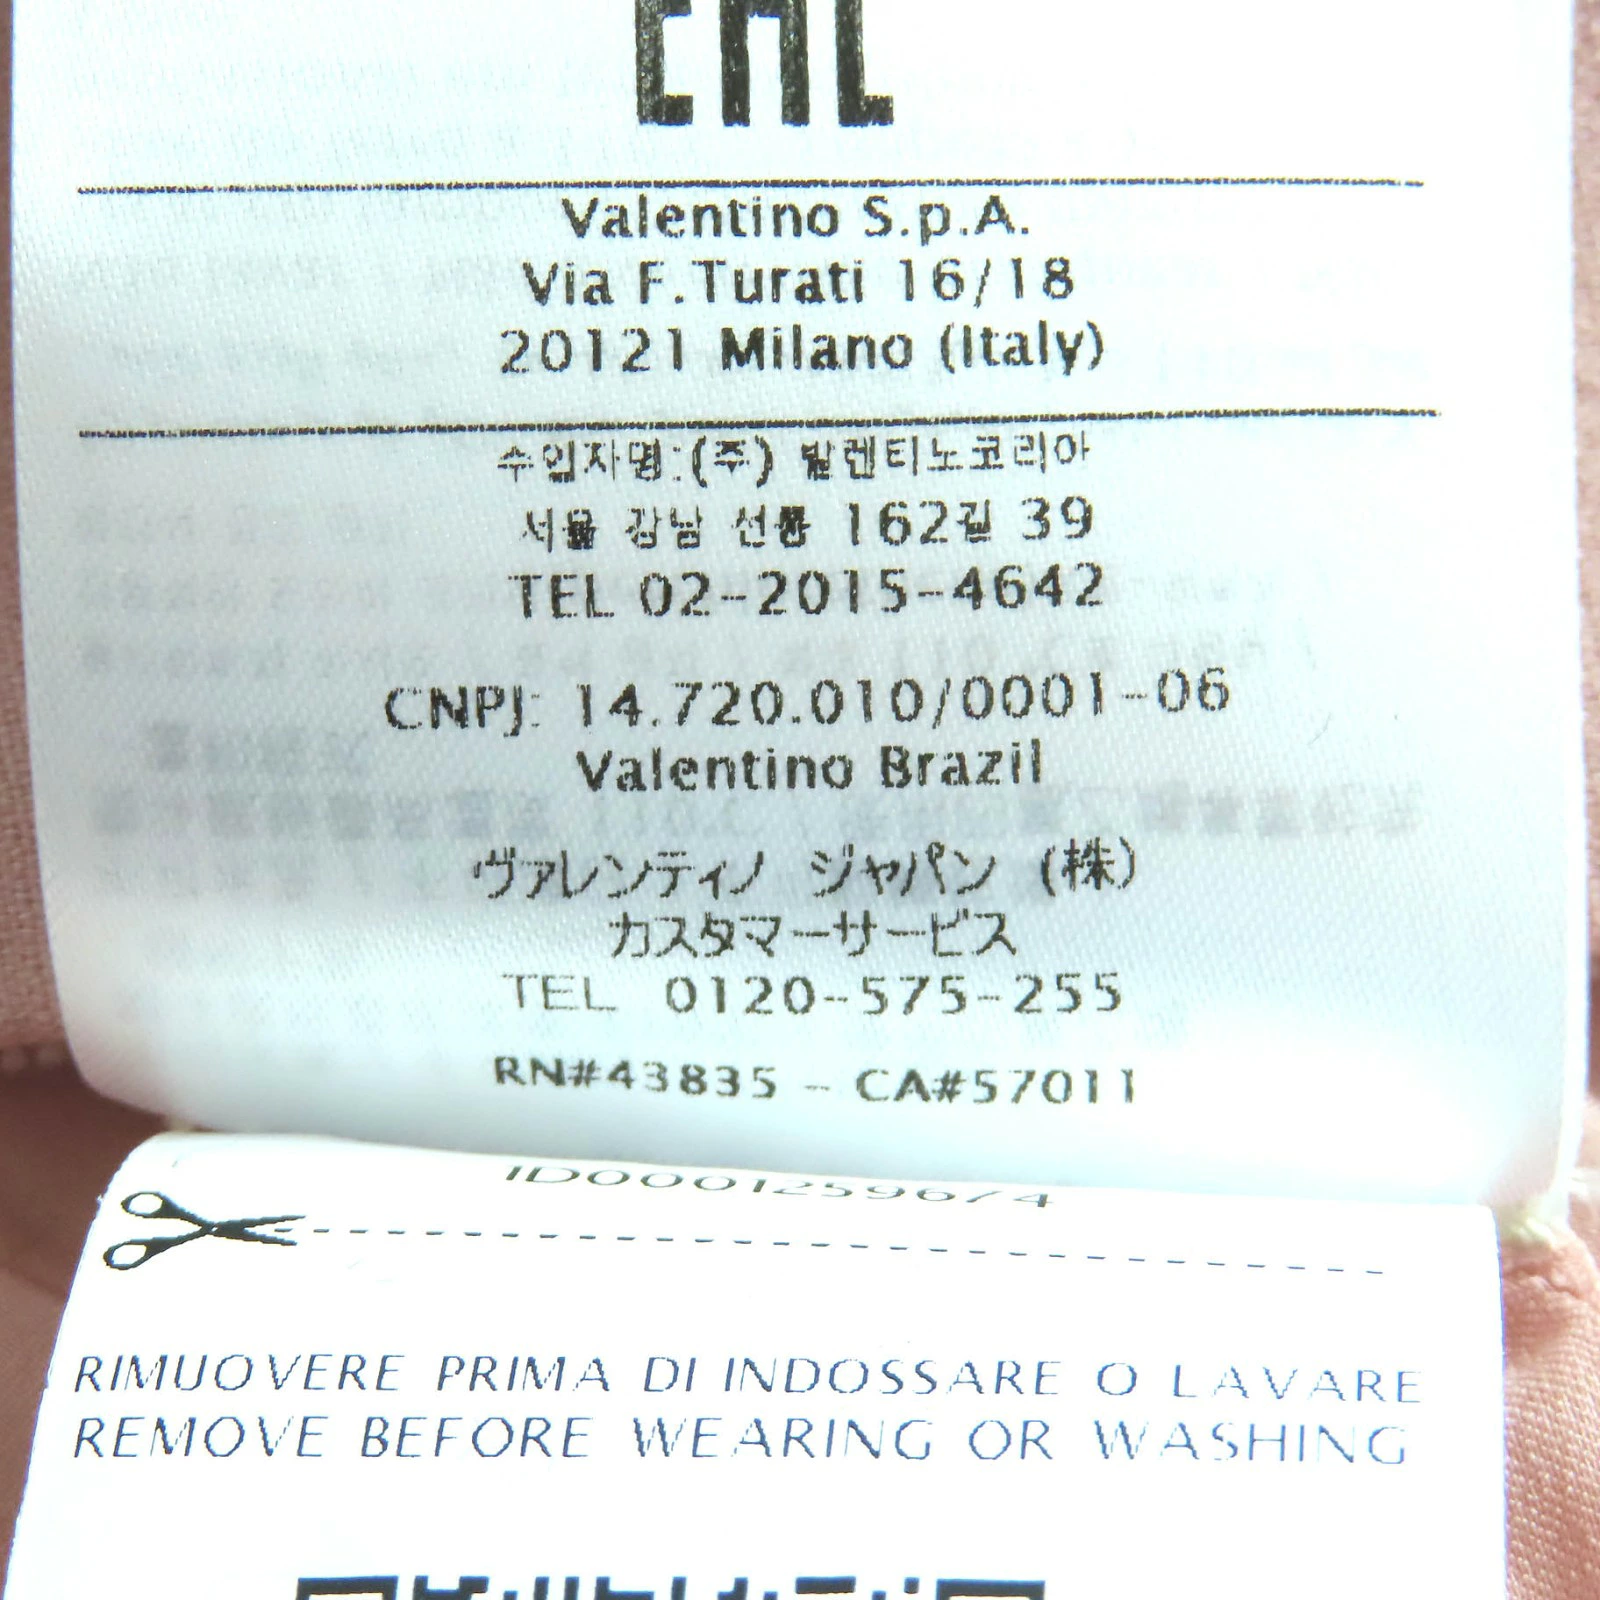 EAC
Valentino S.p.A.
Via F.Turati 16/18
20121 Milano (Italy)
수입자명:(주) 발렌티노코리아
서울 강남 선릉 162길 39
TEL 02-2015-4642
CNPJ: 14.720.010/0001-06
Valentino Brazil
ヴァレンティノ ジャパン (株)
カスタマーサービス
TEL 0120-575-255
RN#43835 - CA#57011
ID0001259674
RIMUOVERE PRIMA DI INDOSSARE O LAVARE
REMOVE BEFORE WEARING OR WASHING